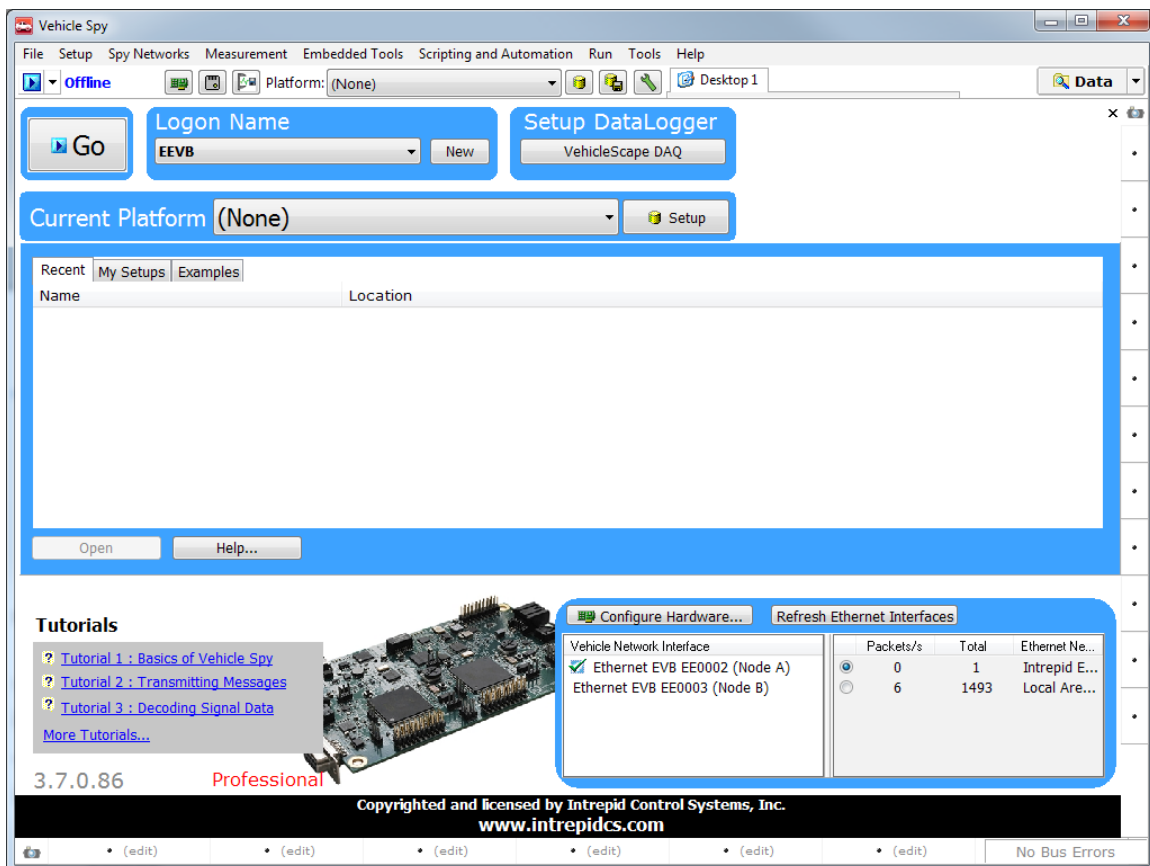 Vehicle Spy
File Setup Spy Networks Measurement Embedded Tools Scripting and Automation Run Tools Help
Offline Platform: (None) Desktop 1 Data
Go
Logon Name
EEVB New
Setup DataLogger
VehicleScape DAQ
Current Platform (None) Setup
Recent My Setups Examples
Name Location
Open Help...
Tutorials
? Tutorial 1 : Basics of Vehicle Spy
? Tutorial 2 : Transmitting Messages
? Tutorial 3 : Decoding Signal Data
More Tutorials...
3.7.0.86 Professional
Configure Hardware... Refresh Ethernet Interfaces
Vehicle Network Interface Packets/s Total Ethernet Ne...
Ethernet EVB EE0002 (Node A) 0 1 Intrepid E...
Ethernet EVB EE0003 (Node B) 6 1493 Local Are...
Copyrighted and licensed by Intrepid Control Systems, Inc.
www.intrepidcs.com
• (edit) • (edit) • (edit) • (edit) • (edit) • (edit) No Bus Errors